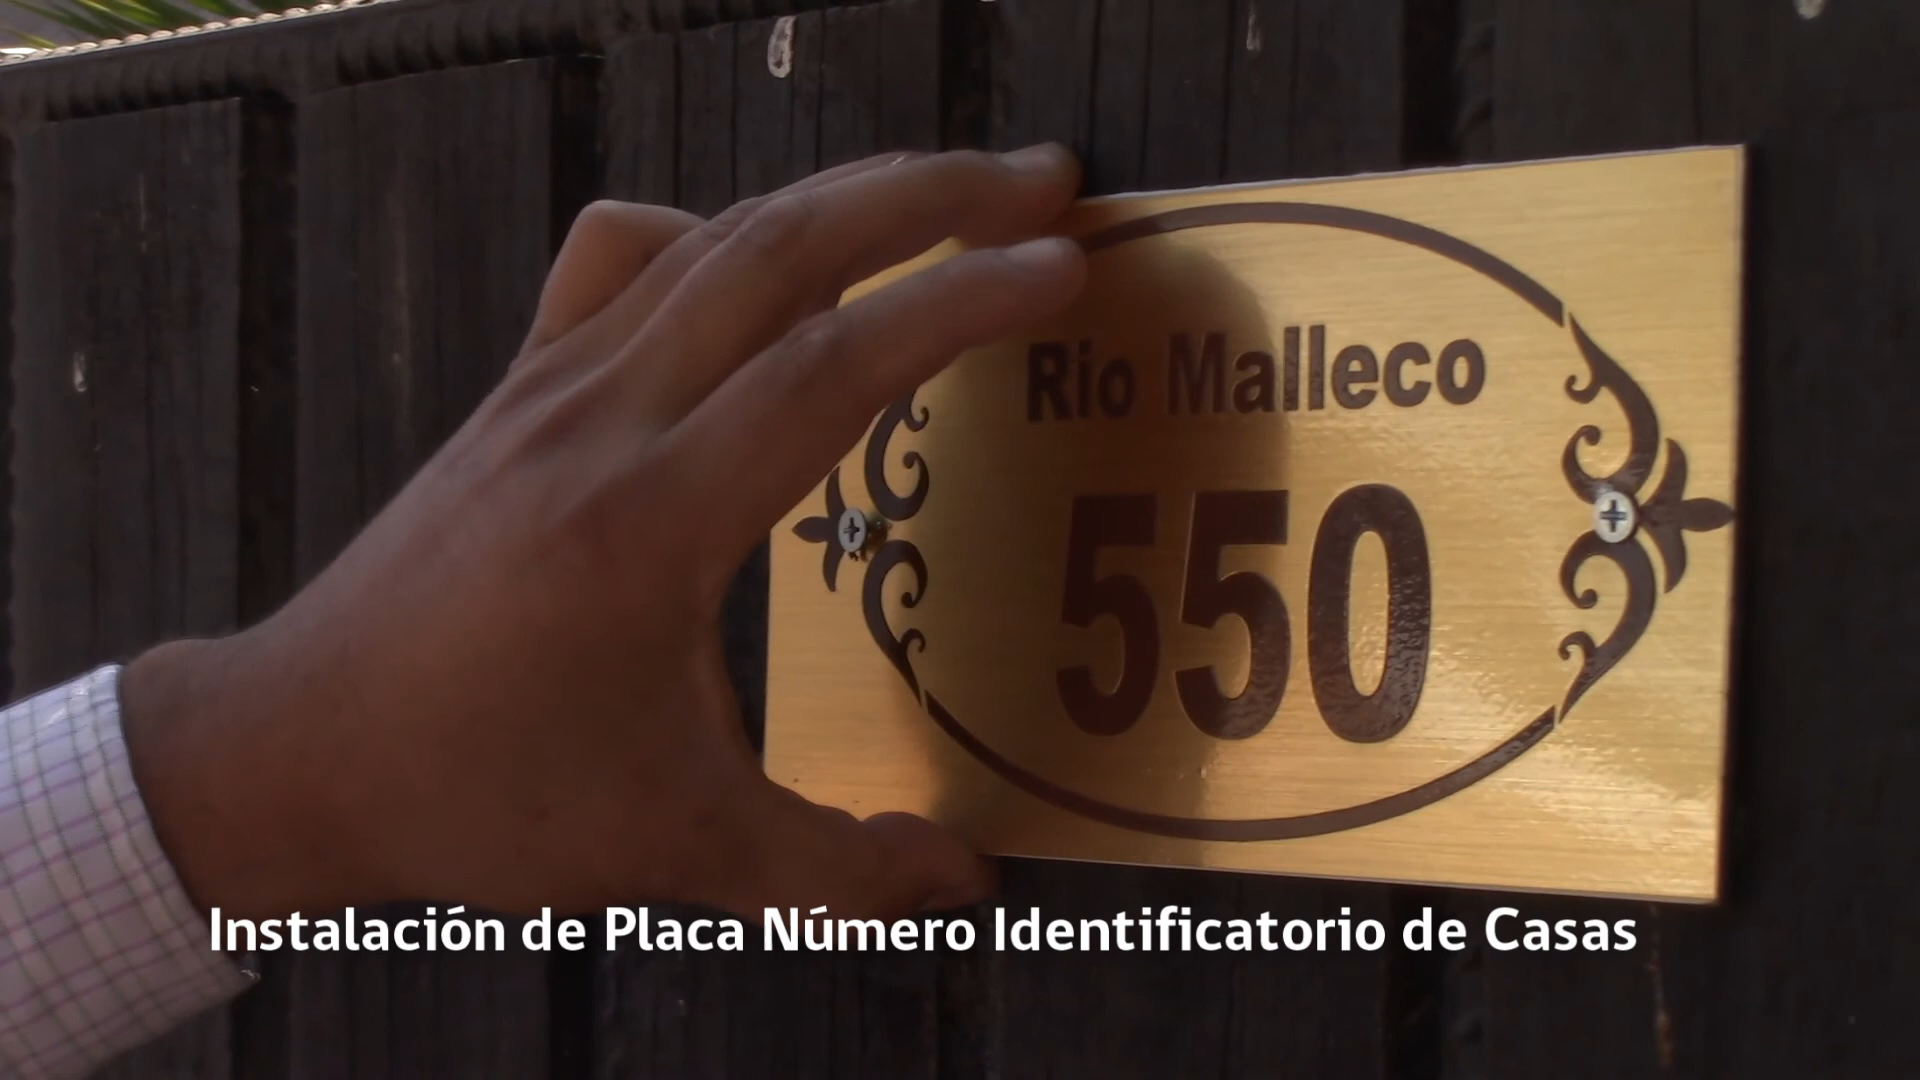 Rio Malleco
550
Instalación de Placa Número Identificatorio de Casas